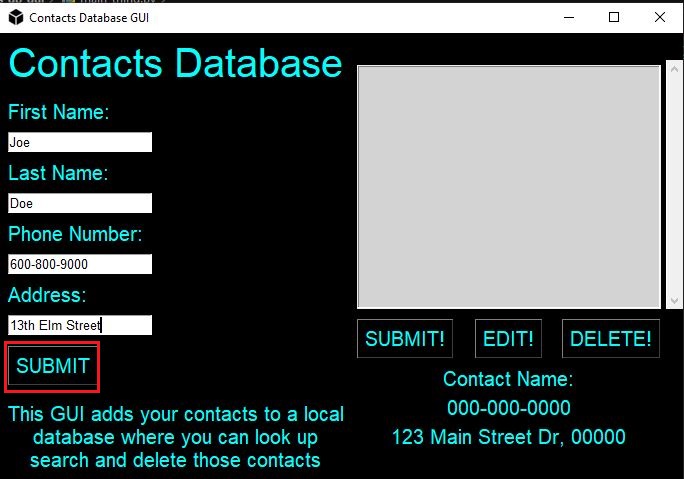 Contacts Database GUI
Contacts Database
First Name:
Joe
Last Name:
Doe
Phone Number:
600-800-9000
Address:
13th Elm Street
SUBMIT
This GUI adds your contacts to a local
database where you can look up
search and delete those contacts
SUBMIT! EDIT! DELETE!
Contact Name:
000-000-0000
123 Main Street Dr, 00000